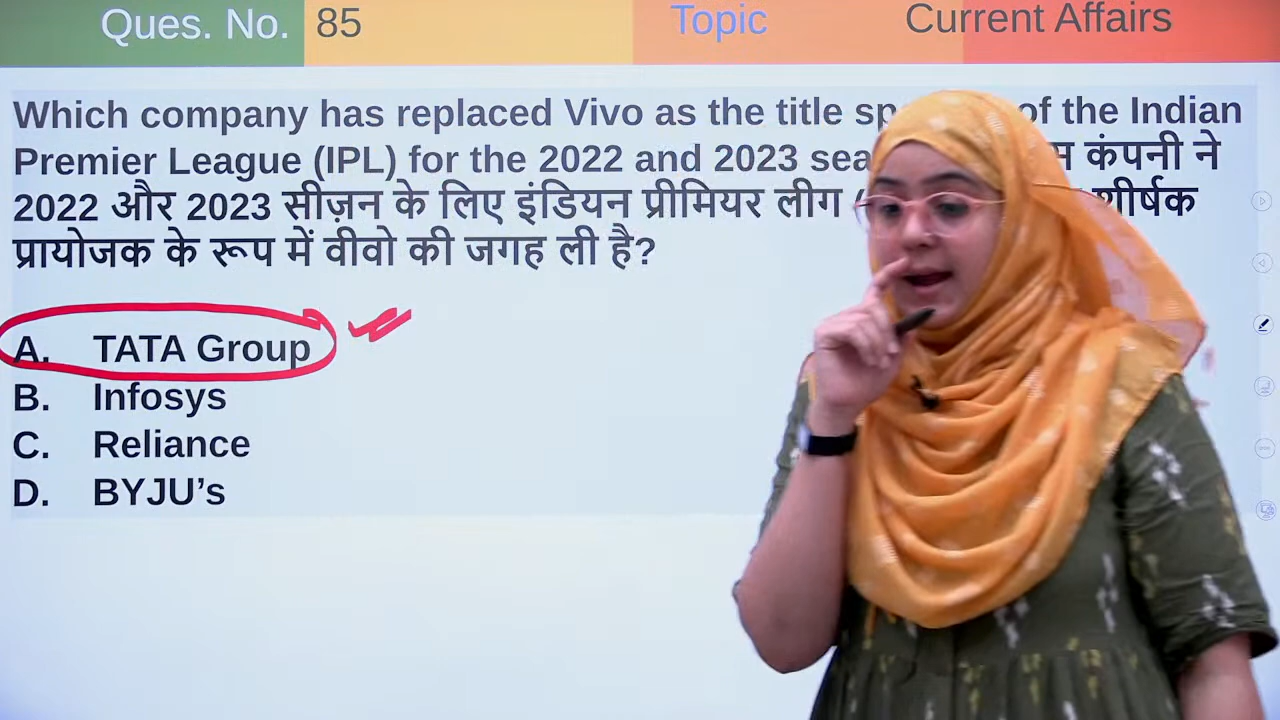 Ques. No. 85 Topic Current Affairs
Which company has replaced Vivo as the title of the Indian
Premier League (IPL) for the 2022 and 2023 कंपनी ने
2022 और 2023 सीज़न के लिए इंडियन प्रीमियर लीग शीर्षक
प्रायोजक के रूप में वीवो की जगह ली है?
A. TATA Group
B. Infosys
C. Reliance
D. BYJU’s